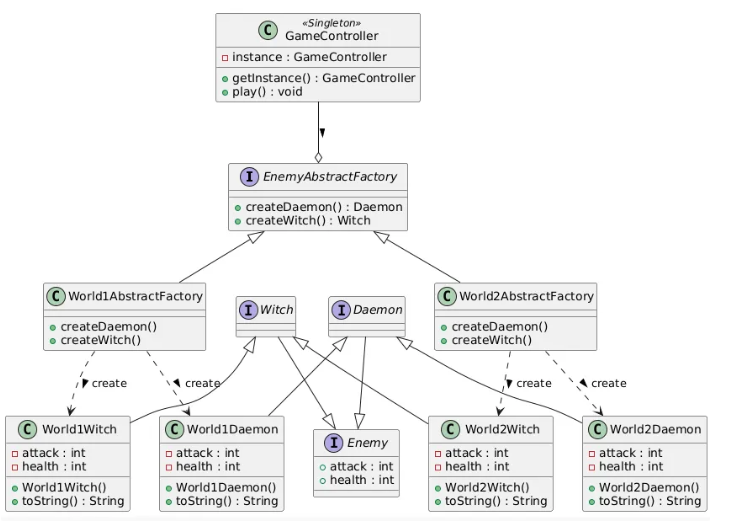 «Singleton»
C GameController
instance : GameController
getInstance() : GameController
play() : void
I EnemyAbstractFactory
createDaemon() : Daemon
createWitch() : Witch
C World1AbstractFactory
createDaemon()
createWitch()
I Witch
I Daemon
C World2AbstractFactory
createDaemon()
createWitch()
create
create
create
create
C World1Witch
attack : int
health : int
World1Witch()
toString() : String
C World1Daemon
attack : int
health : int
World1Daemon()
toString() : String
I Enemy
attack : int
health : int
C World2Witch
attack : int
health : int
World2Witch()
toString() : String
C World2Daemon
attack : int
health : int
World2Daemon()
toString() : String